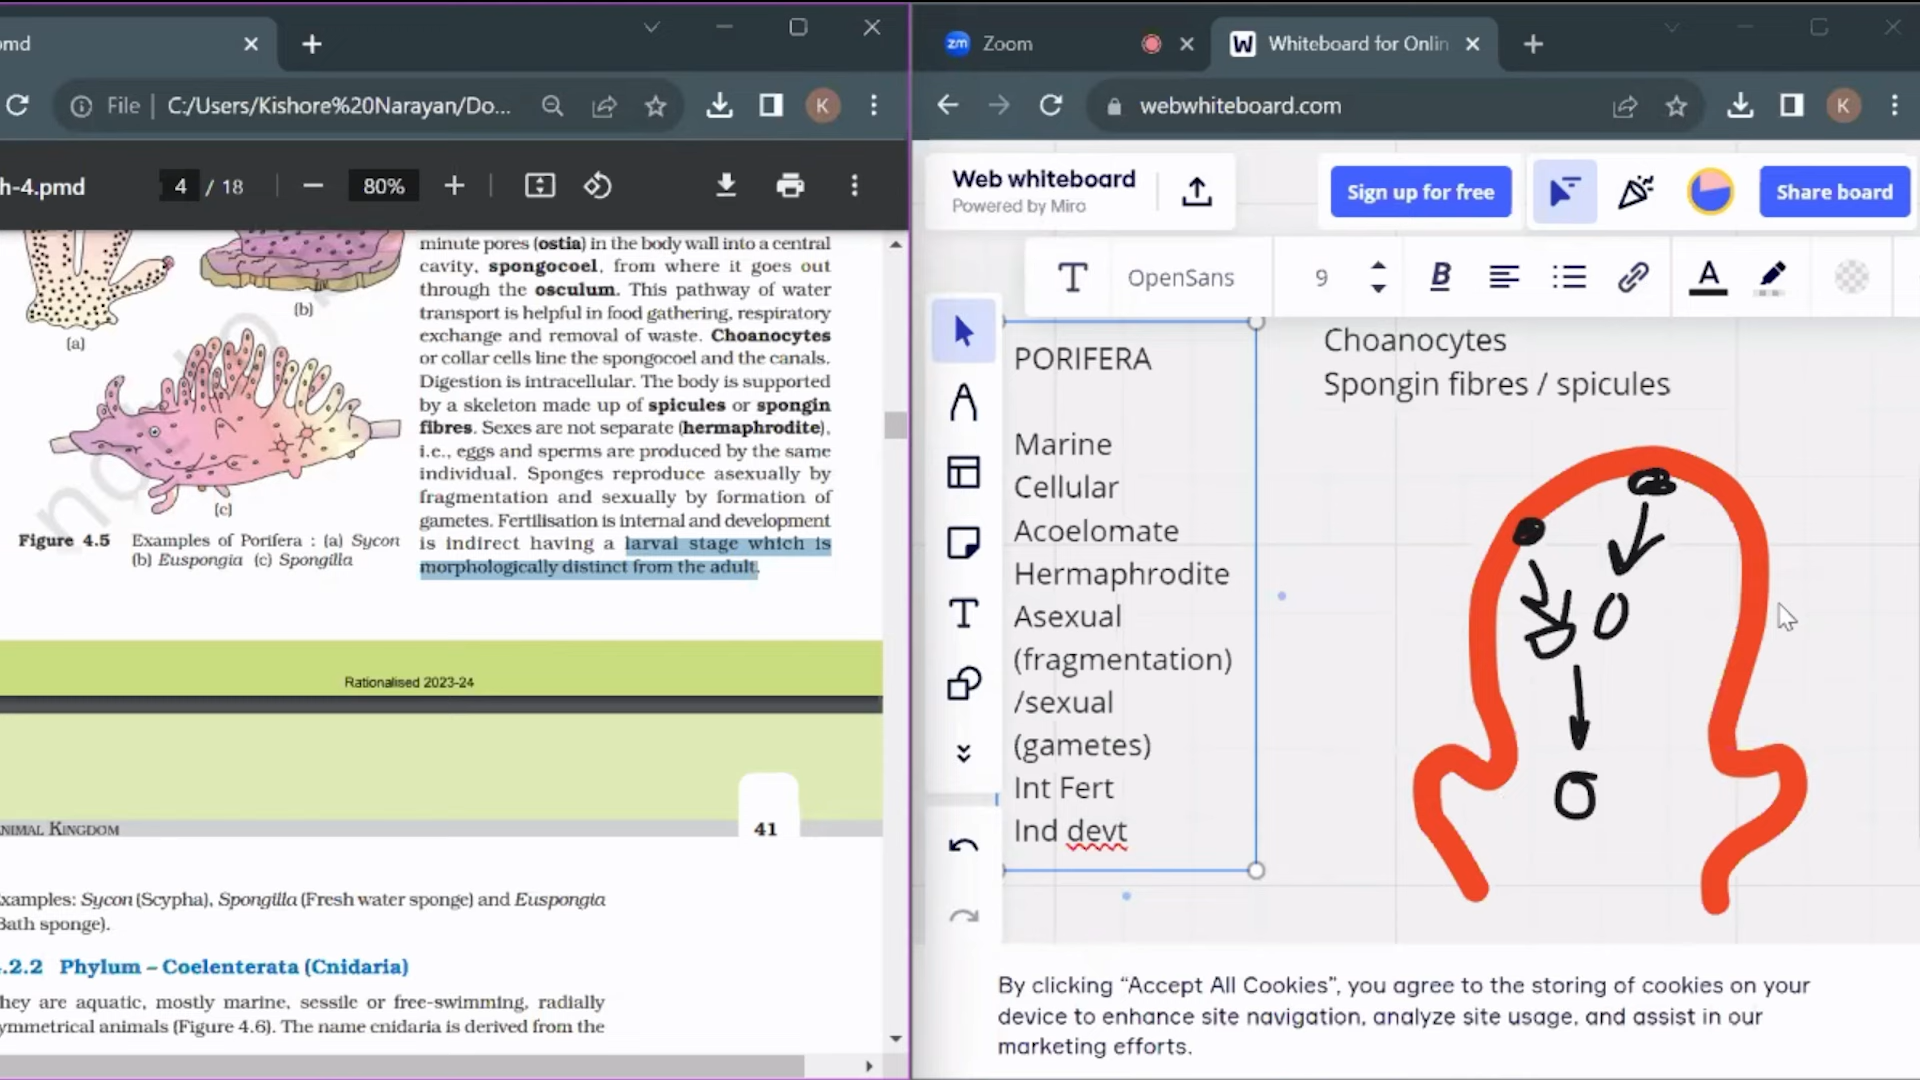 omd
File
C:/Users/Kishore%20Narayan/Do...
K
h-4.pmd
4 / 18
80%
minute pores (ostia) in the body wall into a central
cavity, spongocoel, from where it goes out
through the osculum. This pathway of water
transport is helpful in food gathering, respiratory
exchange and removal of waste. Choanocytes
or collar cells line the spongocoel and the canals.
Digestion is intracellular. The body is supported
by a skeleton made up of spicules or spongin
fibres. Sexes are not separate (hermaphrodite),
i.e., eggs and sperms are produced by the same
individual. Sponges reproduce asexually by
fragmentation and sexually by formation of
gametes. Fertilisation is internal and development
is indirect having a larval stage which is
morphologically distinct from the adult.
(a)
(b)
(c)
Figure 4.5 Examples of Porifera : (a) Sycon
(b) Euspongia (c) Spongilla
Rationalised 2023-24
NIMAL KINGDOM
41
xamples: Sycon (Scypha), Spongilla (Fresh water sponge) and Euspongia
Bath sponge).
.2.2 Phylum – Coelenterata (Cnidaria)
hey are aquatic, mostly marine, sessile or free-swimming, radially
ymmetrical animals (Figure 4.6). The name cnidaria is derived from the
zm Zoom
W Whiteboard for Onlin
webwhiteboard.com
K
Web whiteboard
Powered by Miro
Sign up for free
Share board
OpenSans
9
B
A
PORIFERA
Marine
Cellular
Acoelomate
Hermaphrodite
Asexual
(fragmentation)
/sexual
(gametes)
Int Fert
Ind devt
Choanocytes
Spongin fibres / spicules
By clicking “Accept All Cookies”, you agree to the storing of cookies on your
device to enhance site navigation, analyze site usage, and assist in our
marketing efforts.